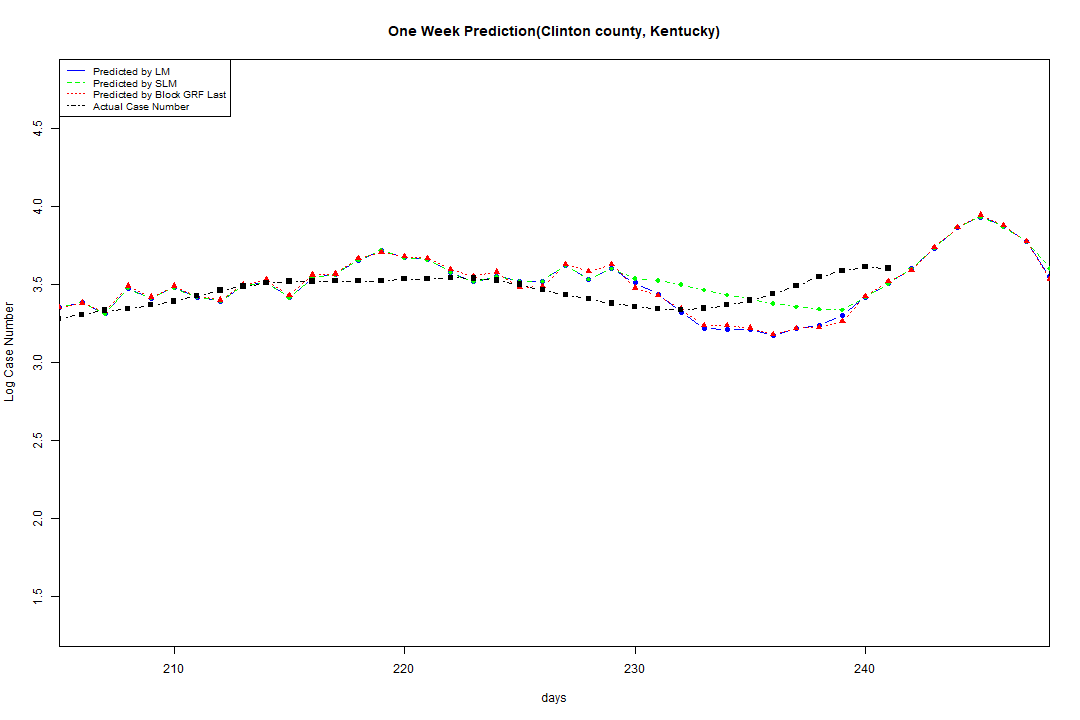 One Week Prediction(Clinton county, Kentucky)
Predicted by LM
Predicted by SLM
Predicted by Block GRF Last
Actual Case Number
4.5
4.0
3.5
3.0
2.5
2.0
1.5
Log Case Number
210 220 230 240
days